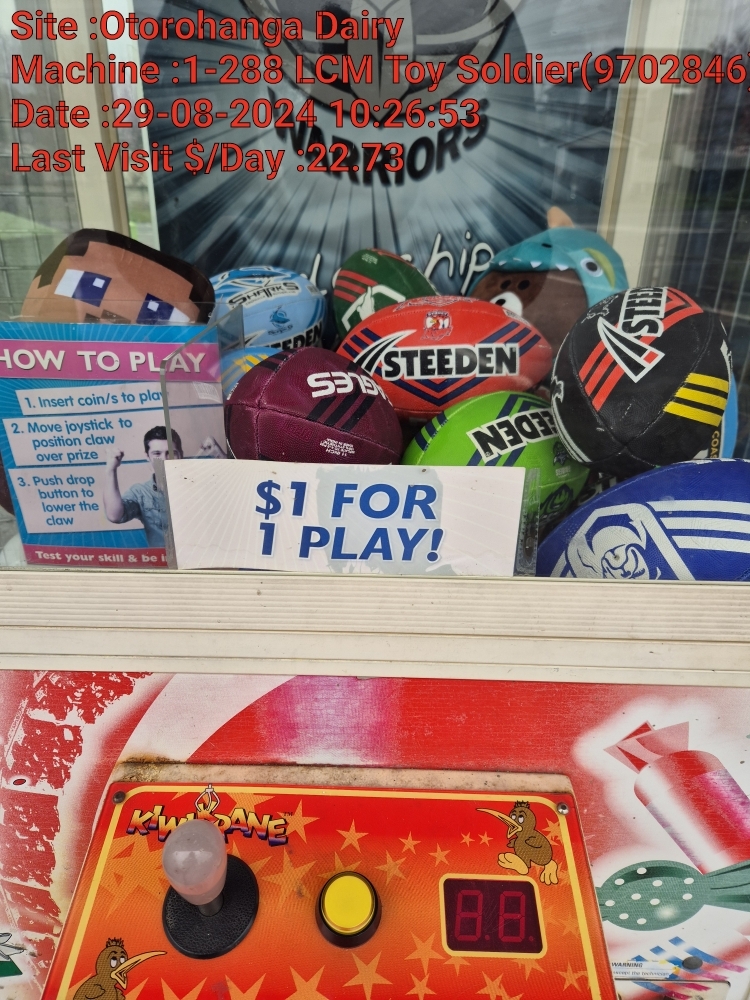 Site :Otorohanga Dairy
Machine :1-288 LCM Toy Soldier(9702846)
Date :29-08-2024 10:26:53
Last Visit $/Day :22.73
WARRIORS
SHARKS
STEEDEN
HOW TO PLAY
1. Insert coin/s to play
2. Move joystick to
position claw
over prize
3. Push drop
button to
lower the
claw
Test your skill & be
$1 FOR
1 PLAY!
KIWI CRANE
WARNING